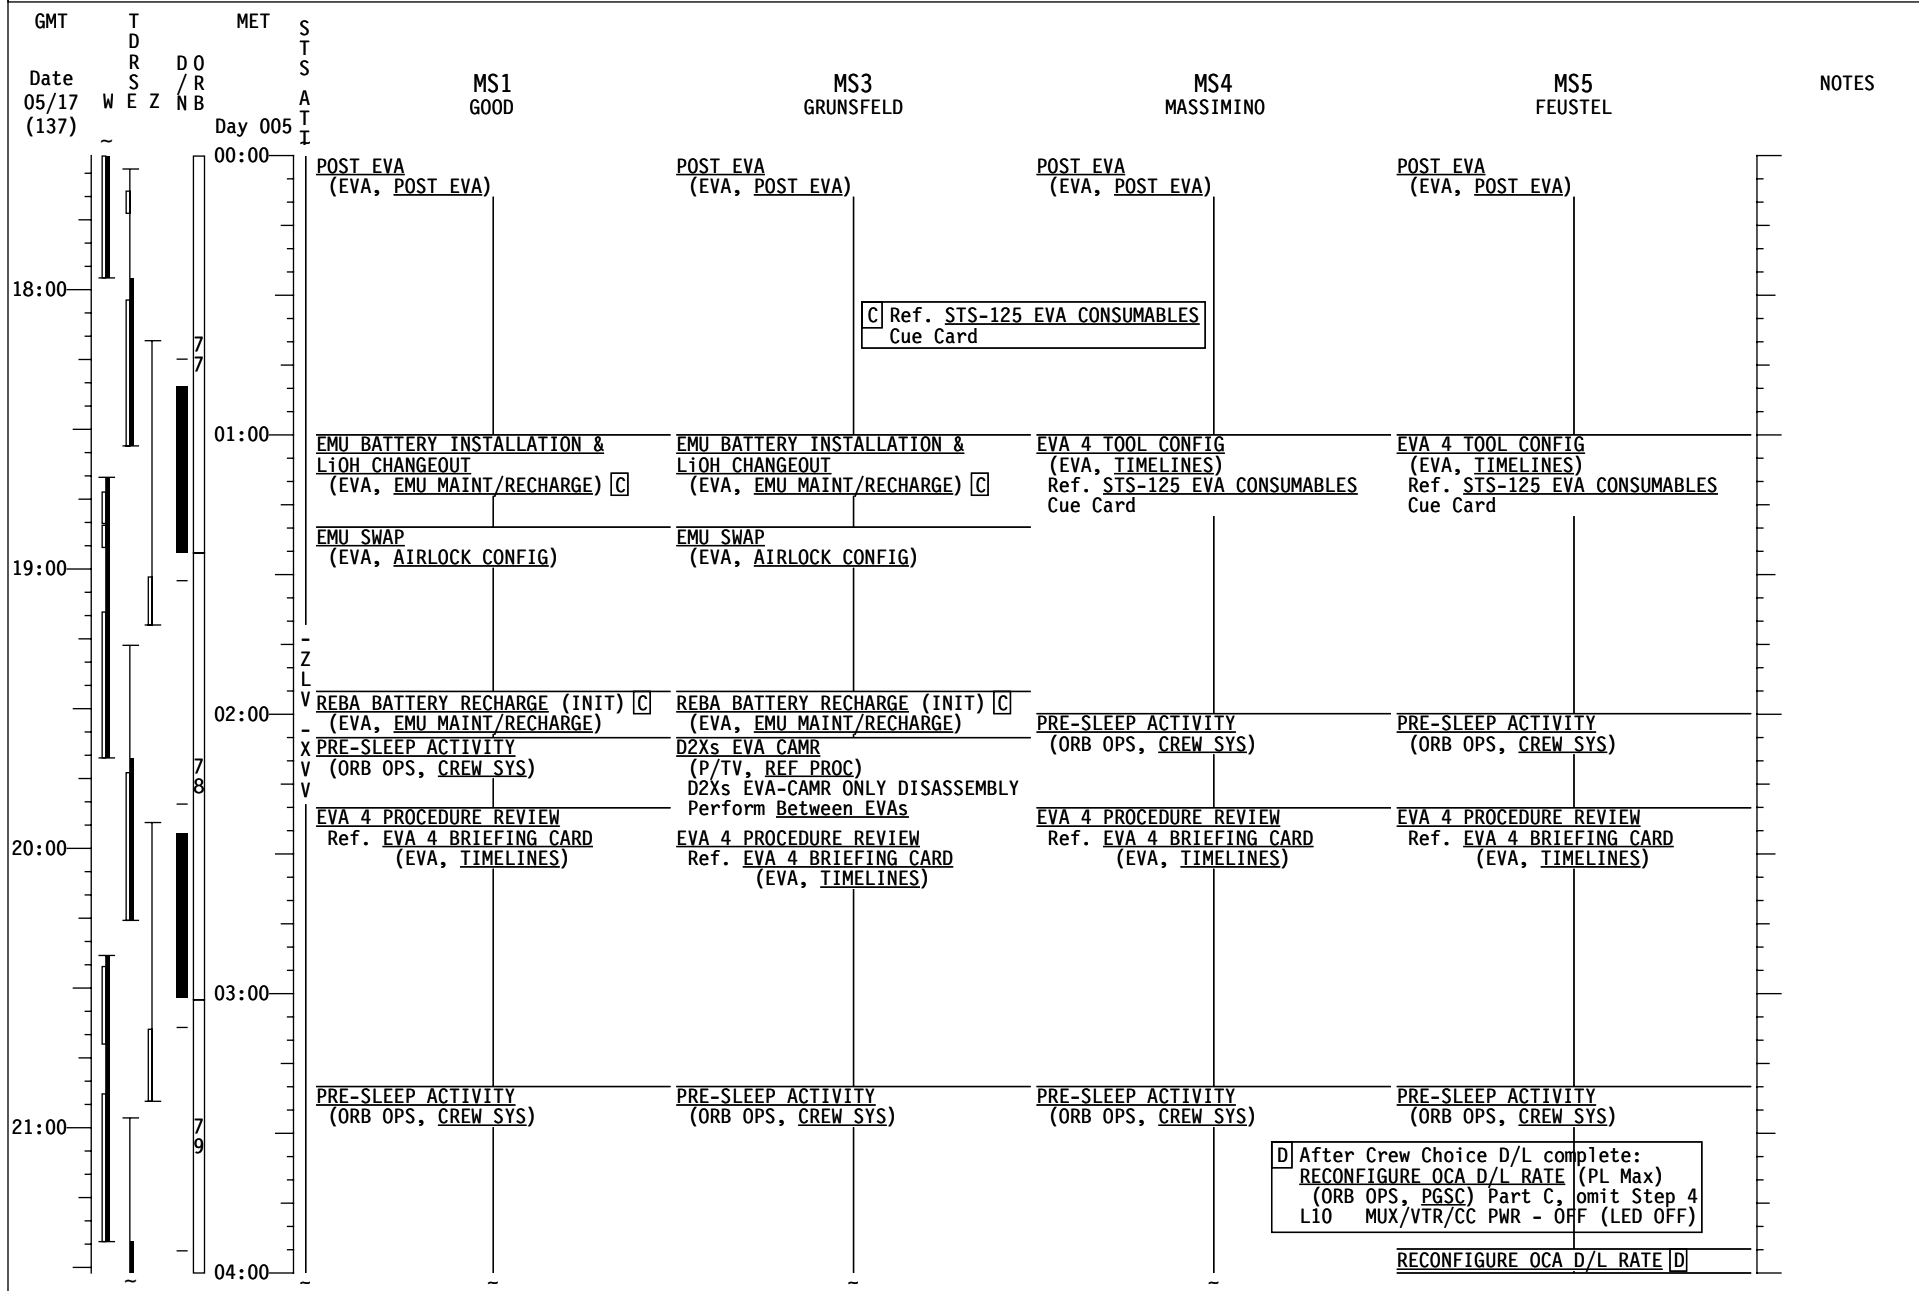 GMT
TDRS
MET
STS ATT
Date
05/17
(137)
W E Z
D/N
ORB
Day 005
MS1
GOOD
MS3
GRUNSFELD
MS4
MASSIMINO
MS5
FEUSTEL
NOTES
~
00:00
POST EVA
(EVA, POST EVA)
POST EVA
(EVA, POST EVA)
POST EVA
(EVA, POST EVA)
POST EVA
(EVA, POST EVA)
18:00
C Ref. STS-125 EVA CONSUMABLES
Cue Card
77
01:00
EMU BATTERY INSTALLATION &
LiOH CHANGEOUT
(EVA, EMU MAINT/RECHARGE) C
EMU BATTERY INSTALLATION &
LiOH CHANGEOUT
(EVA, EMU MAINT/RECHARGE) C
EVA 4 TOOL CONFIG
(EVA, TIMELINES)
Ref. STS-125 EVA CONSUMABLES
Cue Card
EVA 4 TOOL CONFIG
(EVA, TIMELINES)
Ref. STS-125 EVA CONSUMABLES
Cue Card
EMU SWAP
(EVA, AIRLOCK CONFIG)
EMU SWAP
(EVA, AIRLOCK CONFIG)
19:00
-ZLV -XVV
REBA BATTERY RECHARGE (INIT) C
(EVA, EMU MAINT/RECHARGE)
REBA BATTERY RECHARGE (INIT) C
(EVA, EMU MAINT/RECHARGE)
02:00
PRE-SLEEP ACTIVITY
(ORB OPS, CREW SYS)
PRE-SLEEP ACTIVITY
(ORB OPS, CREW SYS)
PRE-SLEEP ACTIVITY
(ORB OPS, CREW SYS)
D2Xs EVA CAMR
(P/TV, REF PROC)
D2Xs EVA-CAMR ONLY DISASSEMBLY
Perform Between EVAs
78
EVA 4 PROCEDURE REVIEW
Ref. EVA 4 BRIEFING CARD
(EVA, TIMELINES)
EVA 4 PROCEDURE REVIEW
Ref. EVA 4 BRIEFING CARD
(EVA, TIMELINES)
EVA 4 PROCEDURE REVIEW
Ref. EVA 4 BRIEFING CARD
(EVA, TIMELINES)
EVA 4 PROCEDURE REVIEW
Ref. EVA 4 BRIEFING CARD
(EVA, TIMELINES)
20:00
03:00
PRE-SLEEP ACTIVITY
(ORB OPS, CREW SYS)
PRE-SLEEP ACTIVITY
(ORB OPS, CREW SYS)
PRE-SLEEP ACTIVITY
(ORB OPS, CREW SYS)
PRE-SLEEP ACTIVITY
(ORB OPS, CREW SYS)
21:00
79
D After Crew Choice D/L complete:
RECONFIGURE OCA D/L RATE (PL Max)
(ORB OPS, PGSC) Part C, omit Step 4
L10 MUX/VTR/CC PWR - OFF (LED OFF)
RECONFIGURE OCA D/L RATE D
04:00
~ ~ ~ ~ ~